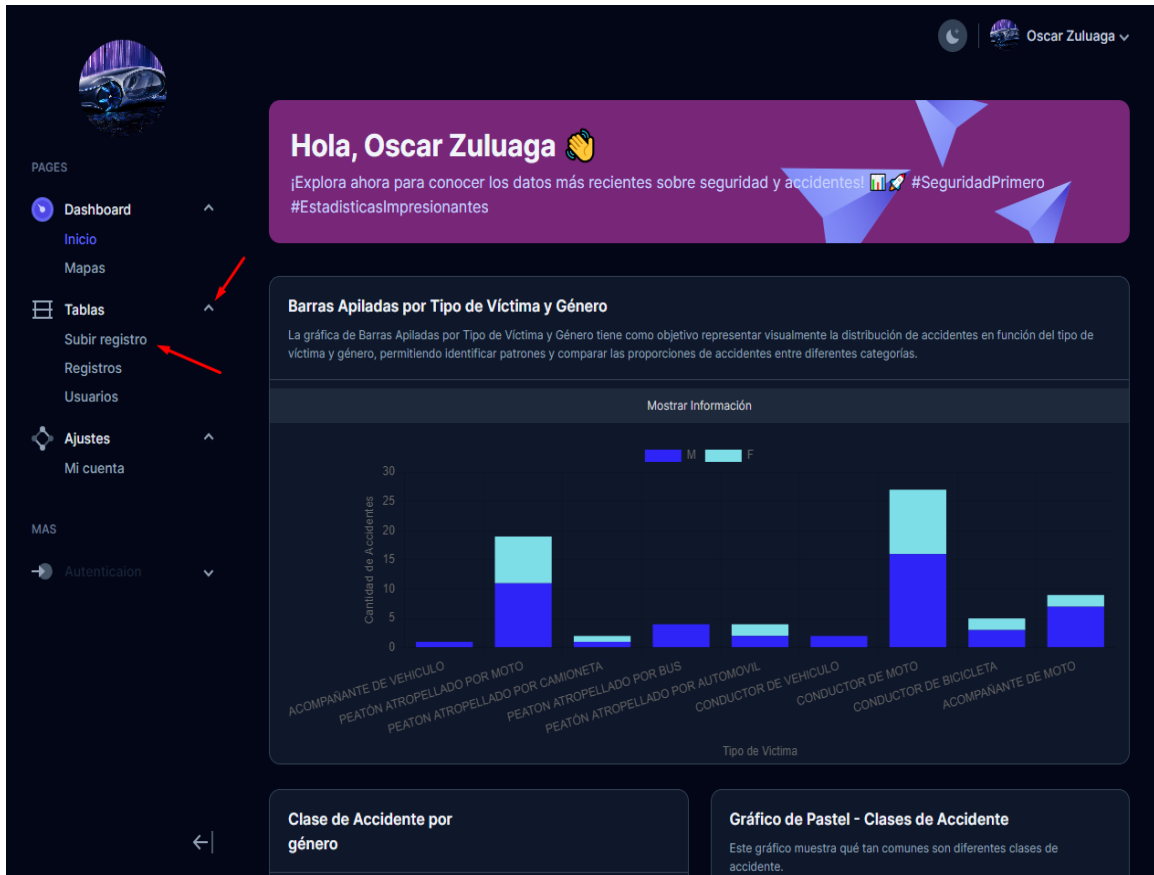 Oscar Zuluaga
PAGES
Dashboard
Inicio
Mapas
Tablas
Subir registro
Registros
Usuarios
Ajustes
Mi cuenta
MAS
Autenticaion
Hola, Oscar Zuluaga 👋
¡Explora ahora para conocer los datos más recientes sobre seguridad y accidentes! 📊🚀 #SeguridadPrimero
#EstadisticasImpresionantes
Barras Apiladas por Tipo de Víctima y Género
La gráfica de Barras Apiladas por Tipo de Víctima y Género tiene como objetivo representar visualmente la distribución de accidentes en función del tipo de
víctima y género, permitiendo identificar patrones y comparar las proporciones de accidentes entre diferentes categorías.
Mostrar Información
M F
Cantidad de Accidentes
30
25
20
15
10
5
0
ACOMPAÑANTE DE VEHICULO
PEATÓN ATROPELLADO POR MOTO
PEATON ATROPELLADO POR CAMIONETA
PEATON ATROPELLADO POR BUS
PEATÓN ATROPELLADO POR AUTOMOVIL
CONDUCTOR DE VEHICULO
CONDUCTOR DE MOTO
CONDUCTOR DE BICICLETA
ACOMPAÑANTE DE MOTO
Tipo de Victima
Clase de Accidente por
género
Gráfico de Pastel - Clases de Accidente
Este gráfico muestra qué tan comunes son diferentes clases de
accidente.